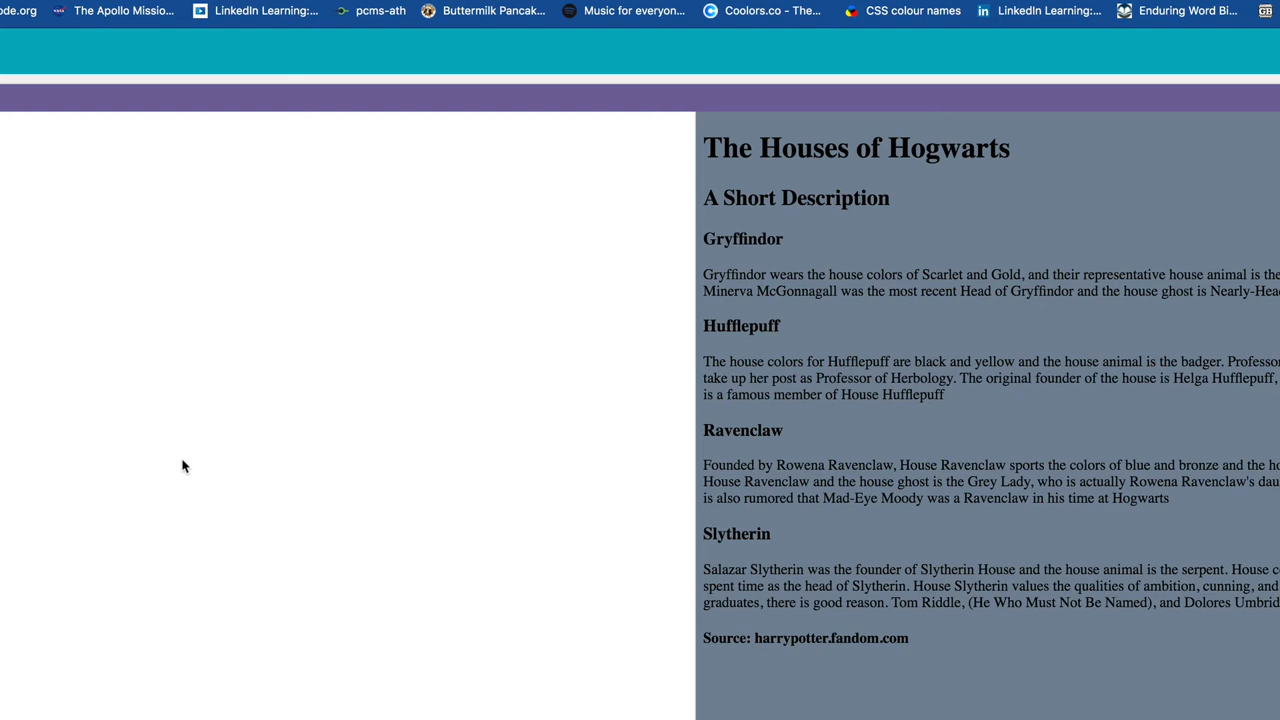 ode.org The Apollo Missio... LinkedIn Learning:... pcms-ath Buttermilk Pancak... Music for everyon... Coolors.co - The... CSS colour names LinkedIn Learning:... Enduring Word Bi...
The Houses of Hogwarts
A Short Description
Gryffindor
Gryffindor wears the house colors of Scarlet and Gold, and their representative house animal is the
Minerva McGonnagall was the most recent Head of Gryffindor and the house ghost is Nearly-Hea
Hufflepuff
The house colors for Hufflepuff are black and yellow and the house animal is the badger. Professor
take up her post as Professor of Herbology. The original founder of the house is Helga Hufflepuff,
is a famous member of House Hufflepuff
Ravenclaw
Founded by Rowena Ravenclaw, House Ravenclaw sports the colors of blue and bronze and the ho
House Ravenclaw and the house ghost is the Grey Lady, who is actually Rowena Ravenclaw's dau
is also rumored that Mad-Eye Moody was a Ravenclaw in his time at Hogwarts
Slytherin
Salazar Slytherin was the founder of Slytherin House and the house animal is the serpent. House c
spent time as the head of Slytherin. House Slytherin values the qualities of ambition, cunning, and
graduates, there is good reason. Tom Riddle, (He Who Must Not Be Named), and Dolores Umbrid
Source: harrypotter.fandom.com